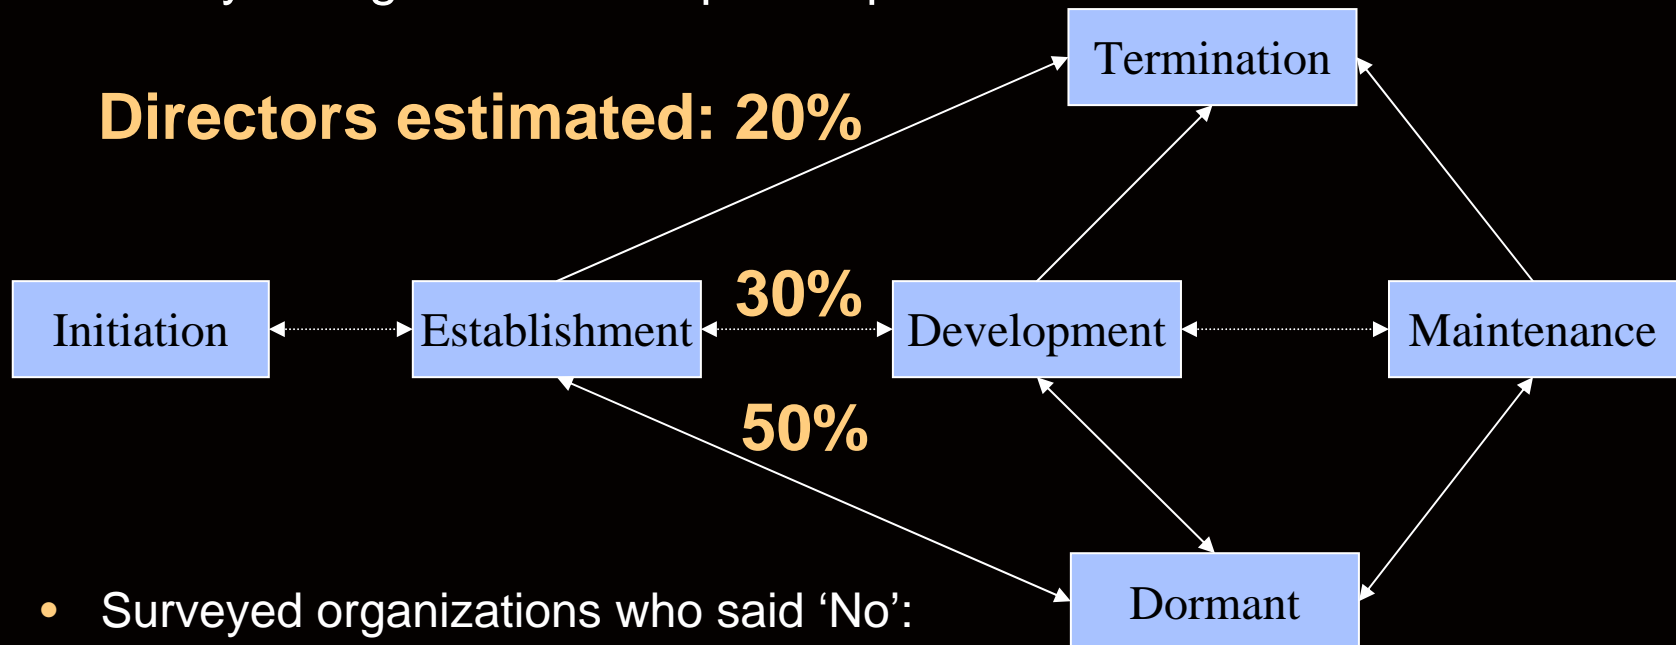 Termination
Directors estimated: 20%
30%
Initiation
Establishment
Development
Maintenance
50%
Dormant
• Surveyed organizations who said ‘No’: